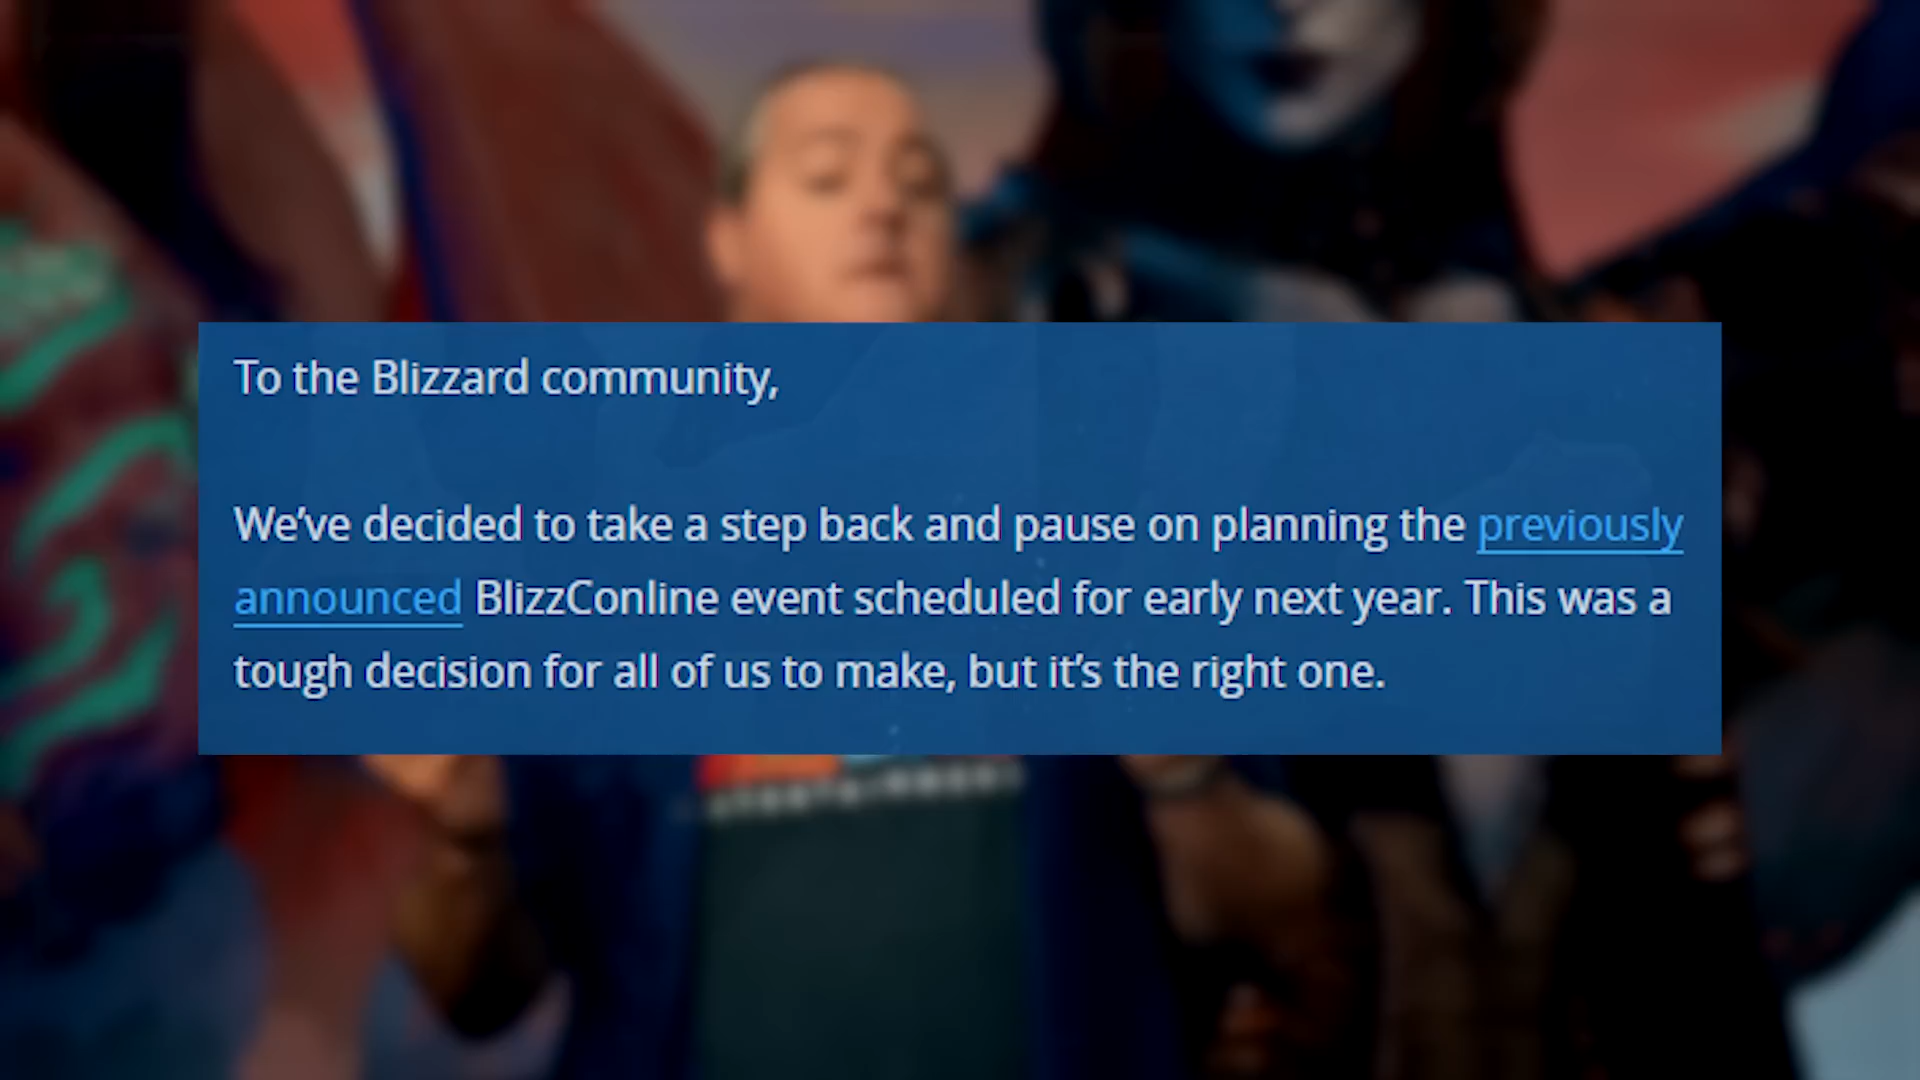 To the Blizzard community,
We’ve decided to take a step back and pause on planning the previously
announced BlizzConline event scheduled for early next year. This was a
tough decision for all of us to make, but it’s the right one.